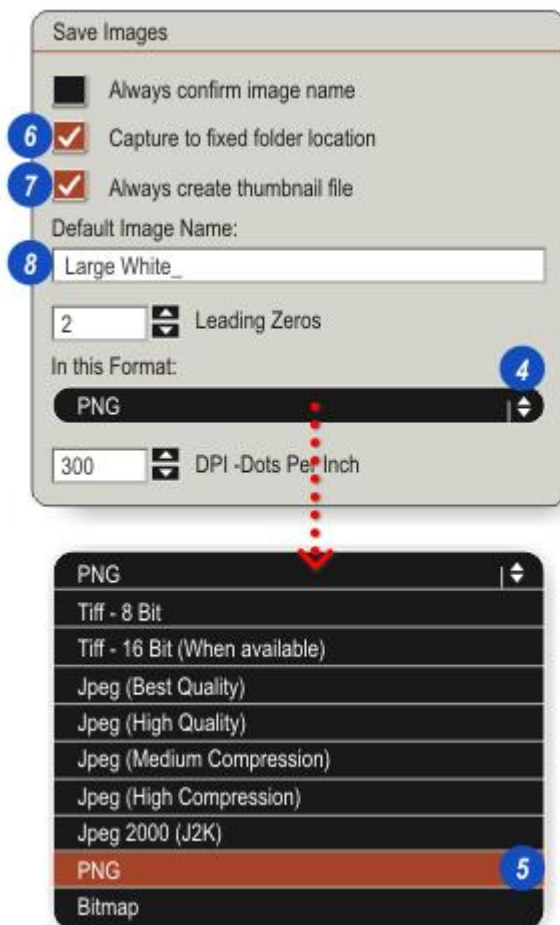 Save Images
Always confirm image name
6 Capture to fixed folder location
7 Always create thumbnail file
Default Image Name:
8 Large White_
2 Leading Zeros
In this Format:
4
PNG
300 DPI -Dots Per Inch
PNG
Tiff - 8 Bit
Tiff - 16 Bit (When available)
Jpeg (Best Quality)
Jpeg (High Quality)
Jpeg (Medium Compression)
Jpeg (High Compression)
Jpeg 2000 (J2K)
PNG 5
Bitmap